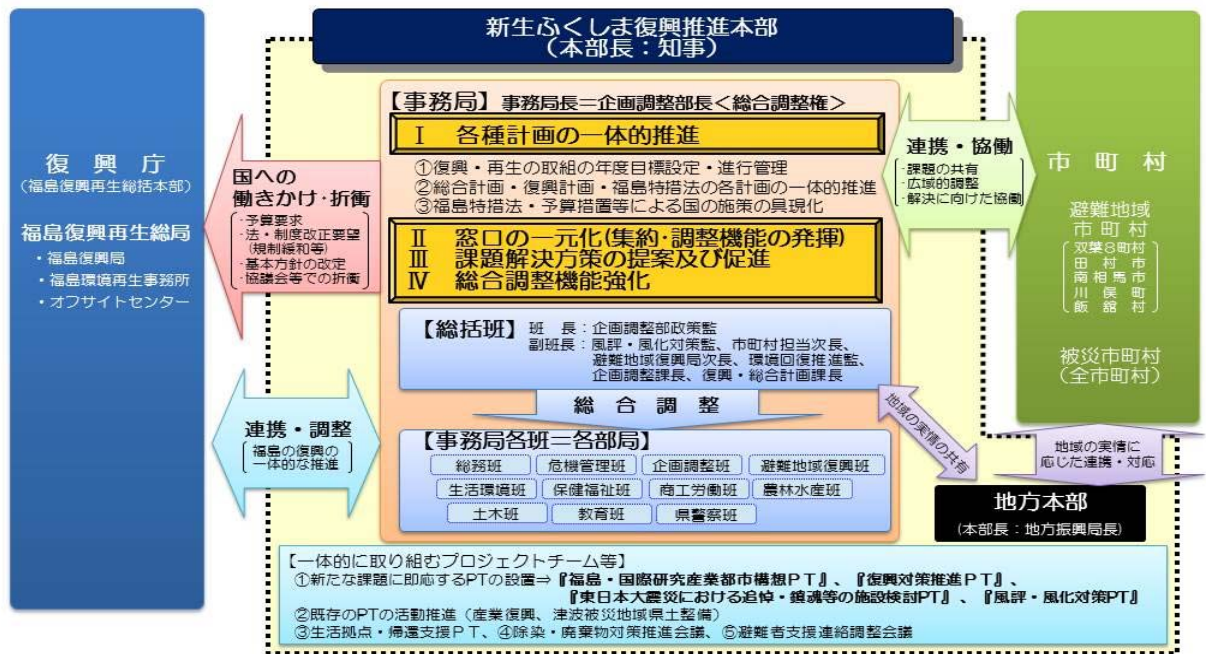 新生ふくしま復興推進本部
（本部長：知事）
復興庁
（福島復興再生総括本部）
福島復興再生総局
・福島復興局
・福島環境再生事務所
・オフサイトセンター
国への
働きかけ・折衝
・予算要求
・法・制度改正要望
（規制緩和等）
・基本方針の改定
・協議会等での折衝
連携・調整
福島の復興の
一体的な推進
【事務局】事務局長＝企画調整部長＜総合調整権＞
Ⅰ 各種計画の一体的推進
①復興・再生の取組の年度目標設定・進行管理
②総合計画・復興計画・福島特措法の各計画の一体的推進
③福島特措法・予算措置等による国の施策の具現化
Ⅱ 窓口の一元化(集約・調整機能の発揮)
Ⅲ 課題解決方策の提案及び促進
Ⅳ 総合調整機能強化
【総括班】班　長：企画調整部政策監
副班長：風評・風化対策監、市町村担当次長、
避難地域復興局次長、環境回復推進監、
企画調整課長、復興・総合計画課長
総合調整
【事務局各班＝各部局】
総務班 危機管理班 企画調整班 避難地域復興班
生活環境班 保健福祉班 商工労働班 農林水産班
土木班 教育班 県警察班
連携・協働
・課題の共有
・広域的調整
・解決に向けた協働
市町村
避難地域
市町村
双葉８町村
田村市
南相馬市
川俣町
飯舘村
被災市町村
（全市町村）
地域の実情の共有
地域の実情に
応じた連携・対応
地方本部
（本部長：地方振興局長）
【一体的に取り組むプロジェクトチーム等】
①新たな課題に即応するPTの設置⇒『福島・国際研究産業都市構想ＰＴ』、『復興対策推進ＰＴ』、
『東日本大震災における追悼・鎮魂等の施設検討PT』、『風評・風化対策PT』
②既存のPTの活動推進（産業復興、津波被災地域県土整備）
③生活拠点・帰還支援ＰＴ、④除染・廃棄物対策推進会議、⑤避難者支援連絡調整会議